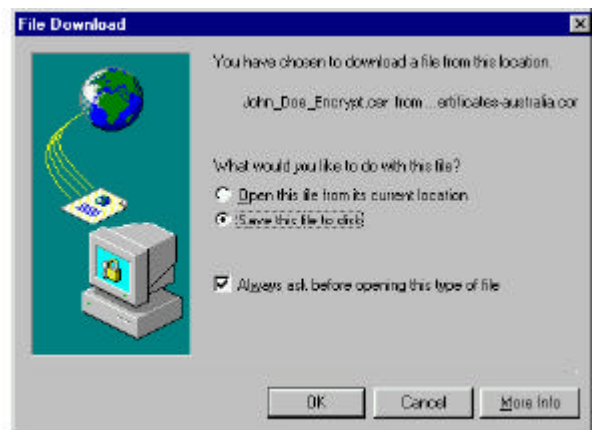 File Download
You have chosen to download a file from this location.
John_Doe_Encrypt.cer from ...ertificates-australia.com
What would you like to do with this file?
Open this file from its current location
Save this file to disk
Always ask before opening this type of file
OK Cancel More Info